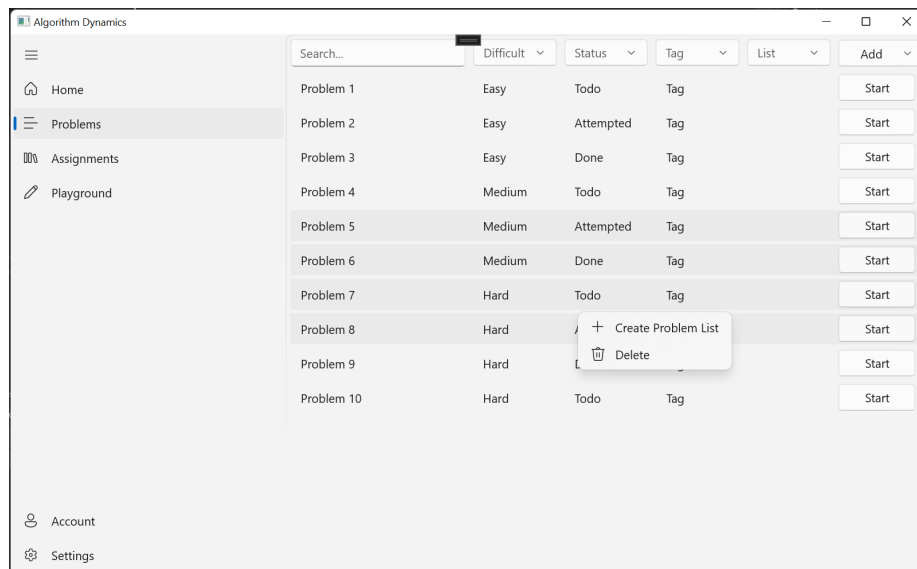 Algorithm Dynamics
Search... Difficult Status Tag List Add
Home
Problems
Assignments
Playground
Problem 1 Easy Todo Tag Start
Problem 2 Easy Attempted Tag Start
Problem 3 Easy Done Tag Start
Problem 4 Medium Todo Tag Start
Problem 5 Medium Attempted Tag Start
Problem 6 Medium Done Tag Start
Problem 7 Hard Todo Tag Start
Problem 8 Hard Start
Problem 9 Hard Start
Problem 10 Hard Todo Tag Start
Create Problem List
Delete
Account
Settings